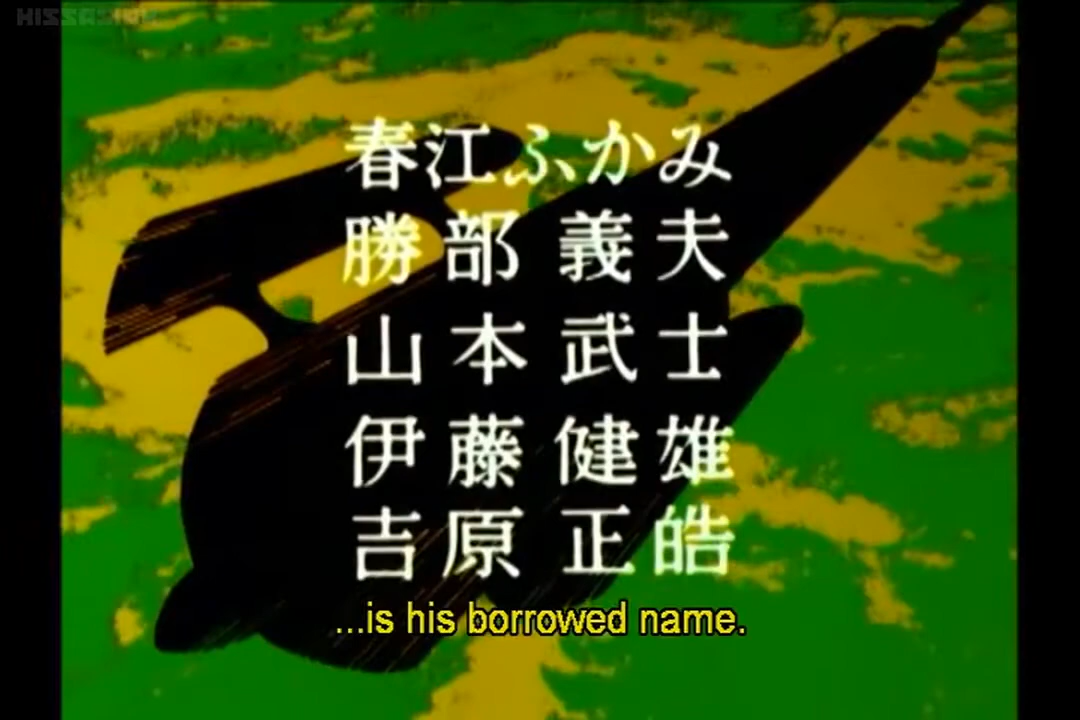 春江ふかみ
勝部 義夫
山本 武士
伊藤 健雄
吉原 正皓
...is his borrowed name.